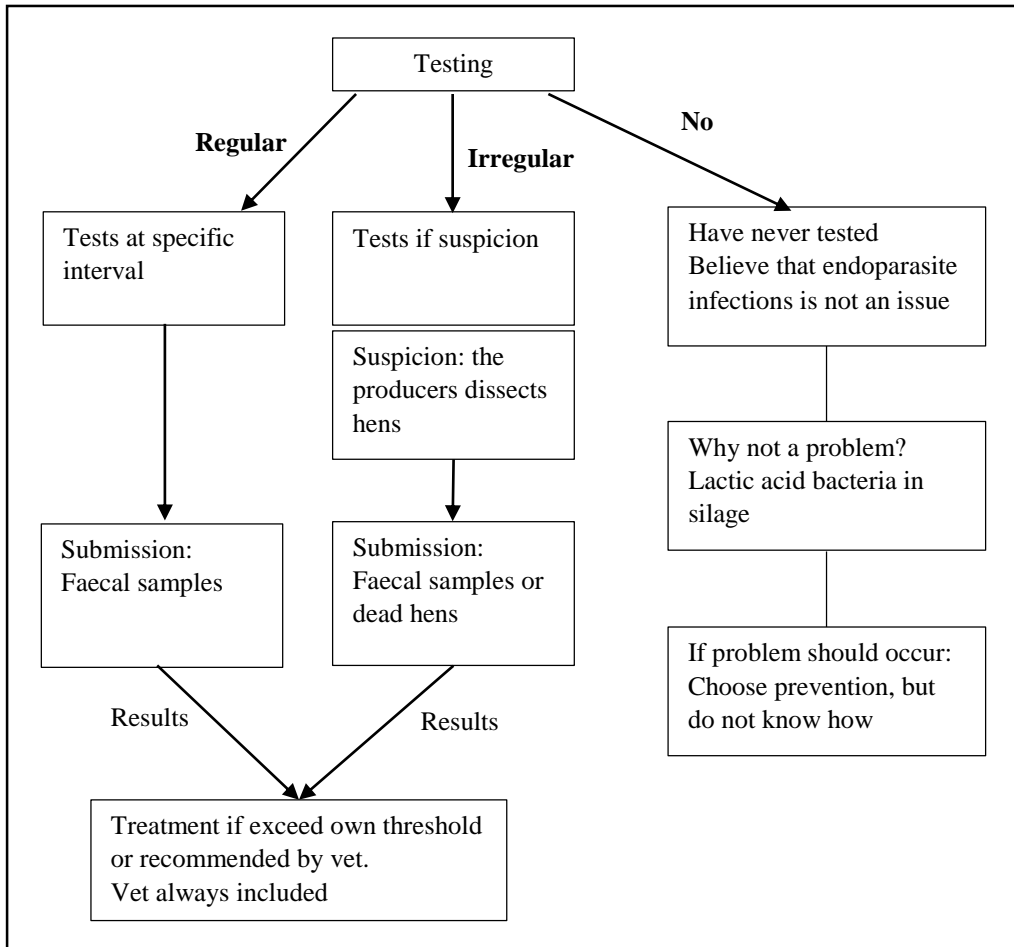 Testing
Regular
Irregular
No
Tests at specific
interval
Tests if suspicion
Have never tested
Believe that endoparasite
infections is not an issue
Suspicion: the
producers dissects
hens
Why not a problem?
Lactic acid bacteria in
silage
Submission:
Faecal samples
Submission:
Faecal samples or
dead hens
If problem should occur:
Choose prevention, but
do not know how
Results
Results
Treatment if exceed own threshold
or recommended by vet.
Vet always included